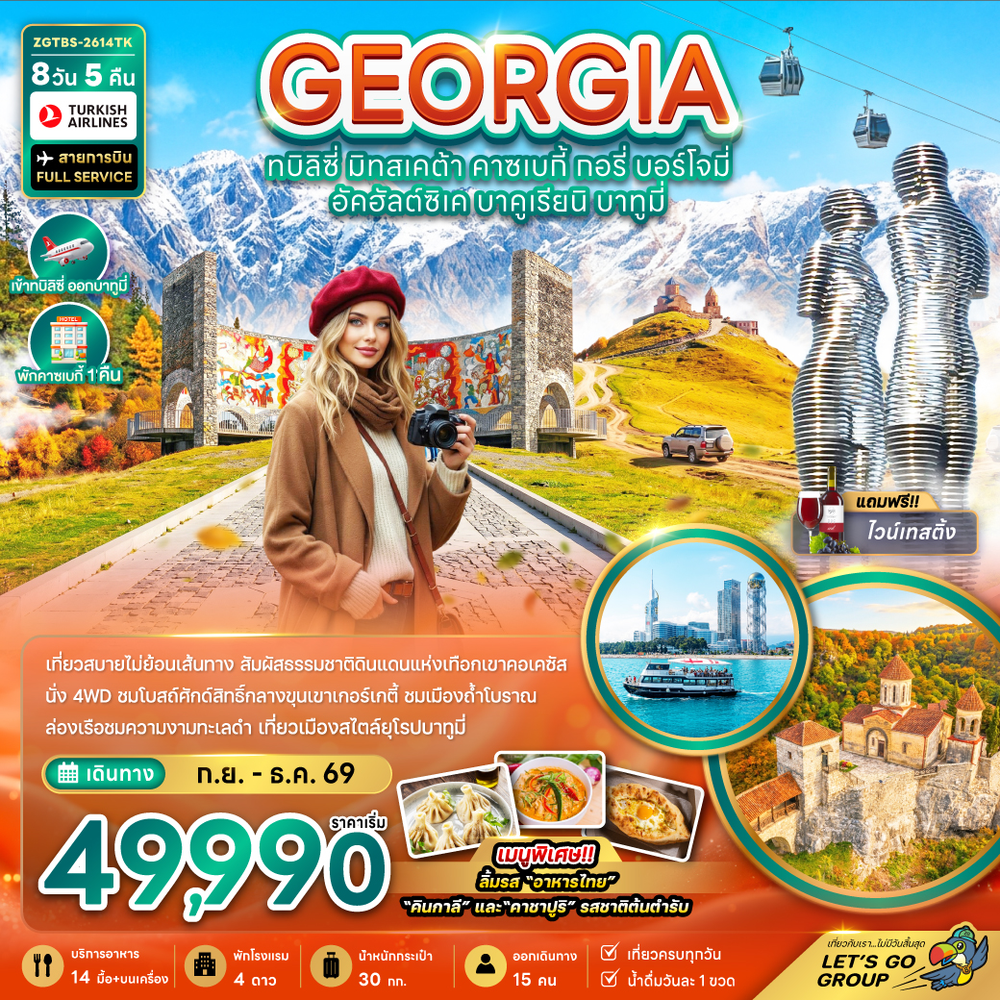 ZGTBS-2614TK
8วัน 5 คืน
TURKISH
AIRLINES
สายการบิน
FULL SERVICE
GEORGIA
ทบิลิซี่ มิทสเคต้า คาซเบกี้ กอรี่ บอร์โจมี่
อัคฮัลต์ซิเค บาคูเรียนิ บาทูมี่
เข้าทบิลิซี่ ออกบาทูมี่
HOTEL
พักคาซเบกี้ 1 คืน
แถมฟรี!!
ไวน์เทสติ้ง
เที่ยวสบายไม่ย้อนเส้นทาง สัมผัสธรรมชาติดินแดนแห่งเทือกเขาคอเคซัส
นั่ง 4WD ชมโบสถ์ศักดิ์สิทธิ์กลางขุนเขาเกอร์เกตี้ ชมเมืองถ้ำโบราณ
ล่องเรือชมความงามทะเลดำ เที่ยวเมืองสไตล์ยุโรปบาทูมี่
เดินทาง ก.ย. - ธ.ค. 69
ราคาเริ่ม
49,990
เมนูพิเศษ!!
ลิ้มรส "อาหารไทย"
"คินกาลี" และ "คาชาปูริ" รสชาติต้นตำรับ
บริการอาหาร
14 มื้อ+บนเครื่อง
พักโรงแรม
4 ดาว
น้ำหนักกระเป๋า
30 กก.
ออกเดินทาง
15 คน
เที่ยวครบทุกวัน
น้ำดื่มวันละ 1 ขวด
เที่ยวกับเรา...ไม่มีวันสิ้นสุด
LET'S GO
GROUP